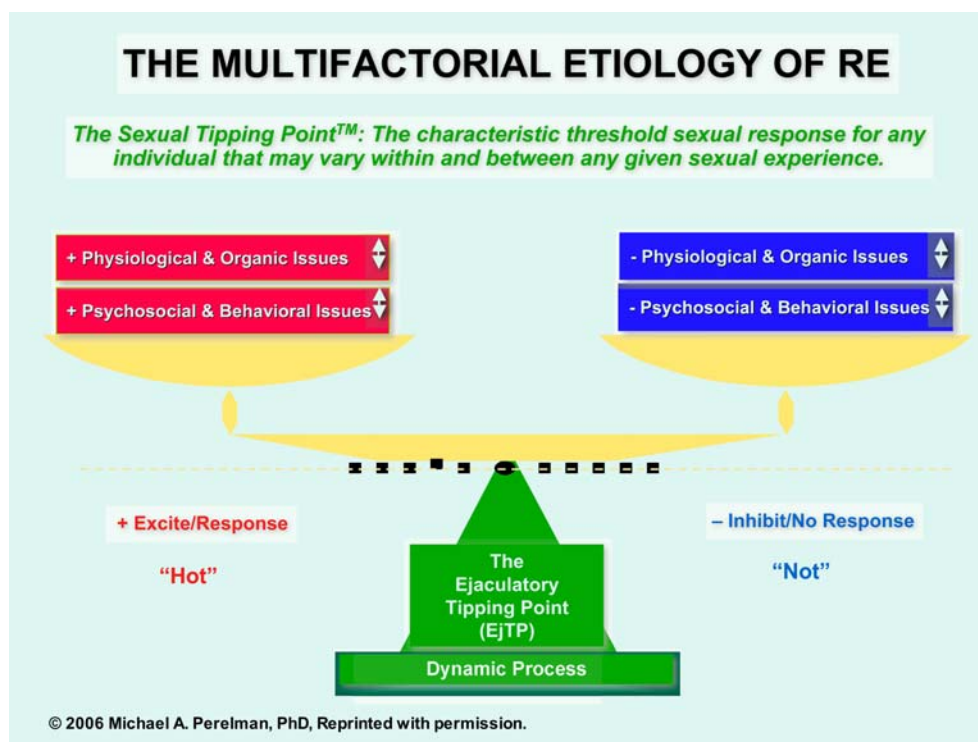 THE MULTIFACTORIAL ETIOLOGY OF RE
The Sexual Tipping Point™: The characteristic threshold sexual response for any
individual that may vary within and between any given sexual experience.
+ Physiological & Organic Issues
- Physiological & Organic Issues
+ Psychosocial & Behavioral Issues
- Psychosocial & Behavioral Issues
+ Excite/Response
– Inhibit/No Response
“Hot”
“Not”
The
Ejaculatory
Tipping Point
(EjTP)
Dynamic Process
© 2006 Michael A. Perelman, PhD, Reprinted with permission.